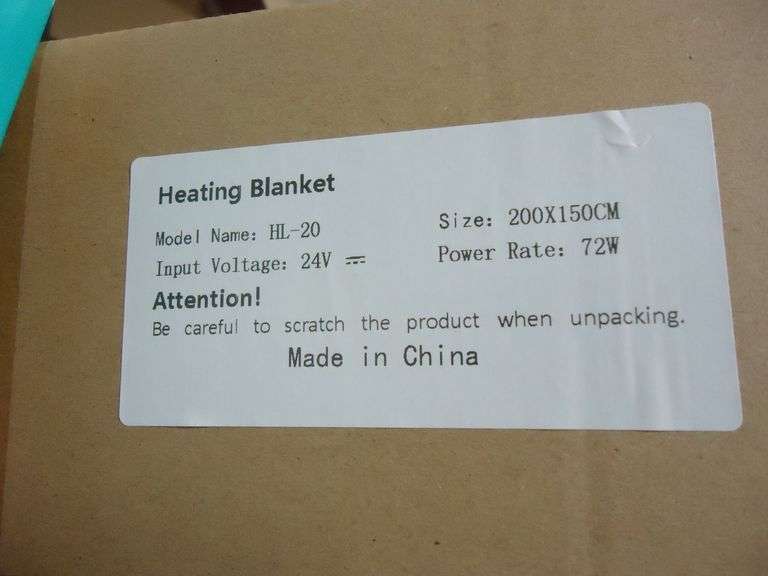 Heating Blanket
Model Name: HL-20
Size: 200X150CM
Input Voltage: 24V ⎓
Power Rate: 72W
Attention!
Be careful to scratch the product when unpacking.
Made in China